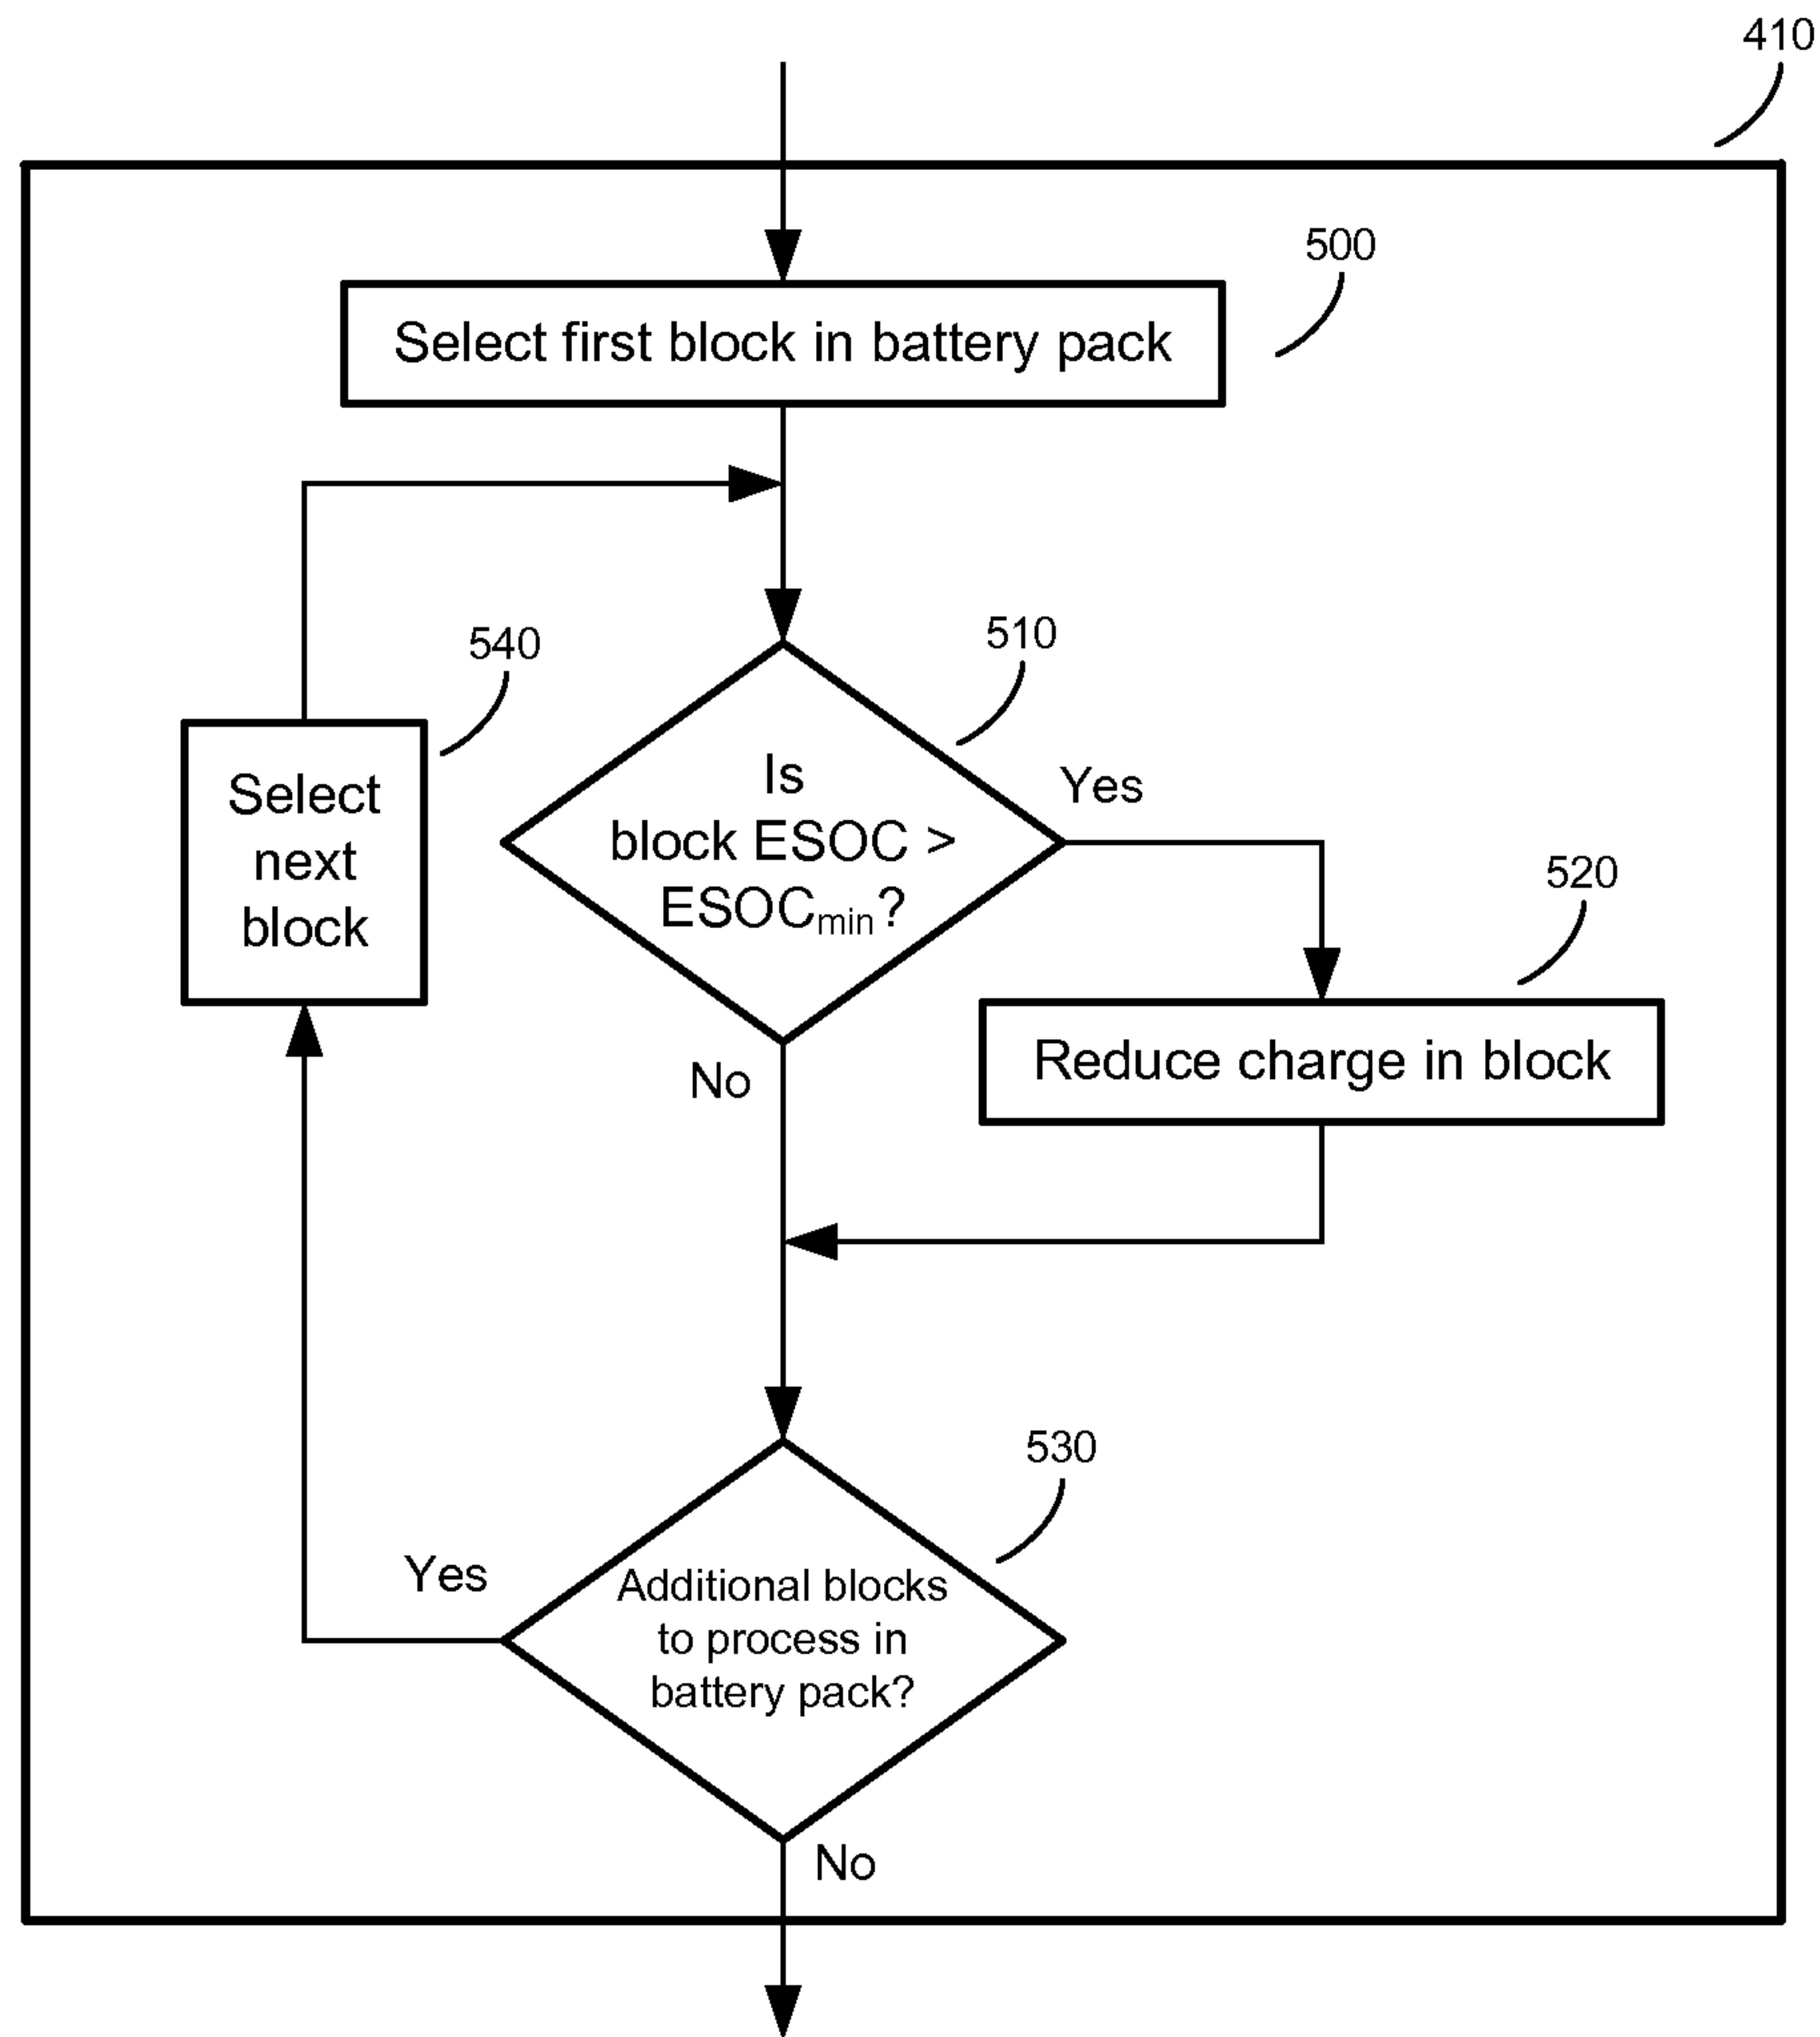 410
500
Select first block in battery pack
540
510
Select
next
block
Is
block ESOC >
ESOCmin?
Yes
520
No
Reduce charge in block
530
Yes
Additional blocks
to process in
battery pack?
No